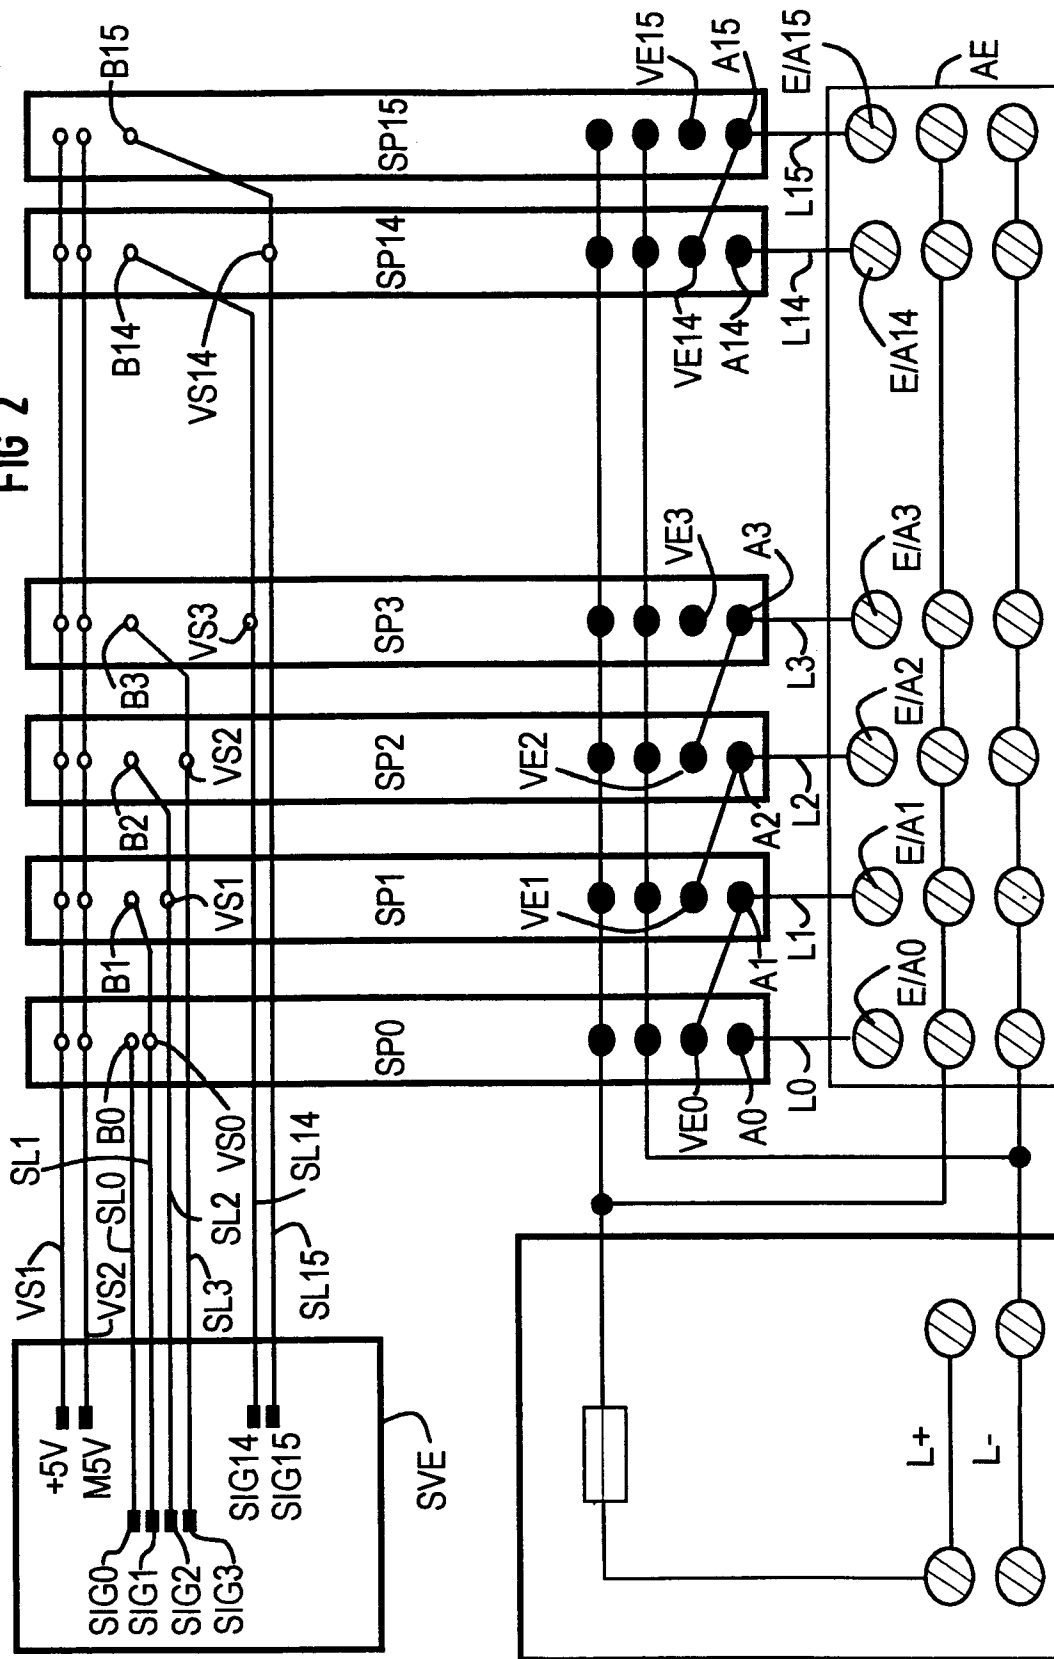 FIG 2
+5V
M5V
SIG0
SIG1
SIG2
SIG3
SIG14
SIG15
SVE
VS1
VS2
SL0
SL1
SL2
SL3
SL14
SL15
B0
VS0
B1
VS1
B2
VS2
B3
VS3
B14
VS14
B15
SP0
SP1
SP2
SP3
SP14
SP15
VE0
A0
VE1
A1
VE2
A2
VE3
A3
VE14
A14
VE15
A15
L0
L1
L2
L3
L14
L15
E/A0
E/A1
E/A2
E/A3
E/A14
E/A15
AE
L+
L-